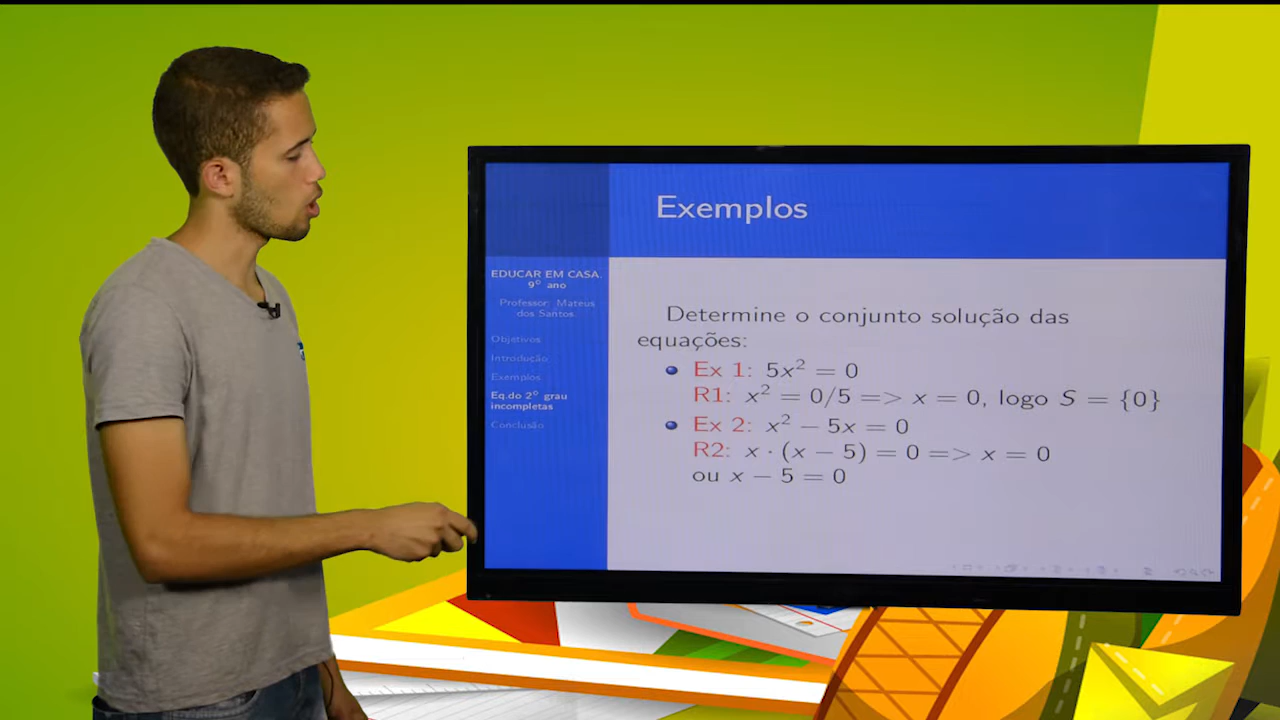 Exemplos
EDUCAR EM CASA.
9º ano
Professor: Mateus
dos Santos
Objetivos
Introdução
Exemplos
Eq.do 2º grau
incompletas
Conclusão
Determine o conjunto solução das
equações:
Ex 1: 5x² = 0
R1: x² = 0/5 => x = 0, logo S = {0}
Ex 2: x² − 5x = 0
R2: x · (x − 5) = 0 => x = 0
ou x − 5 = 0